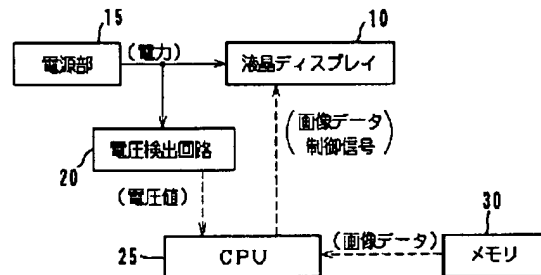 15
10
電源部
(電力)
液晶ディスプレイ
(画像データ
制御信号)
電圧検出回路
20
(電圧値)
30
25
CPU
(画像データ)
メモリ